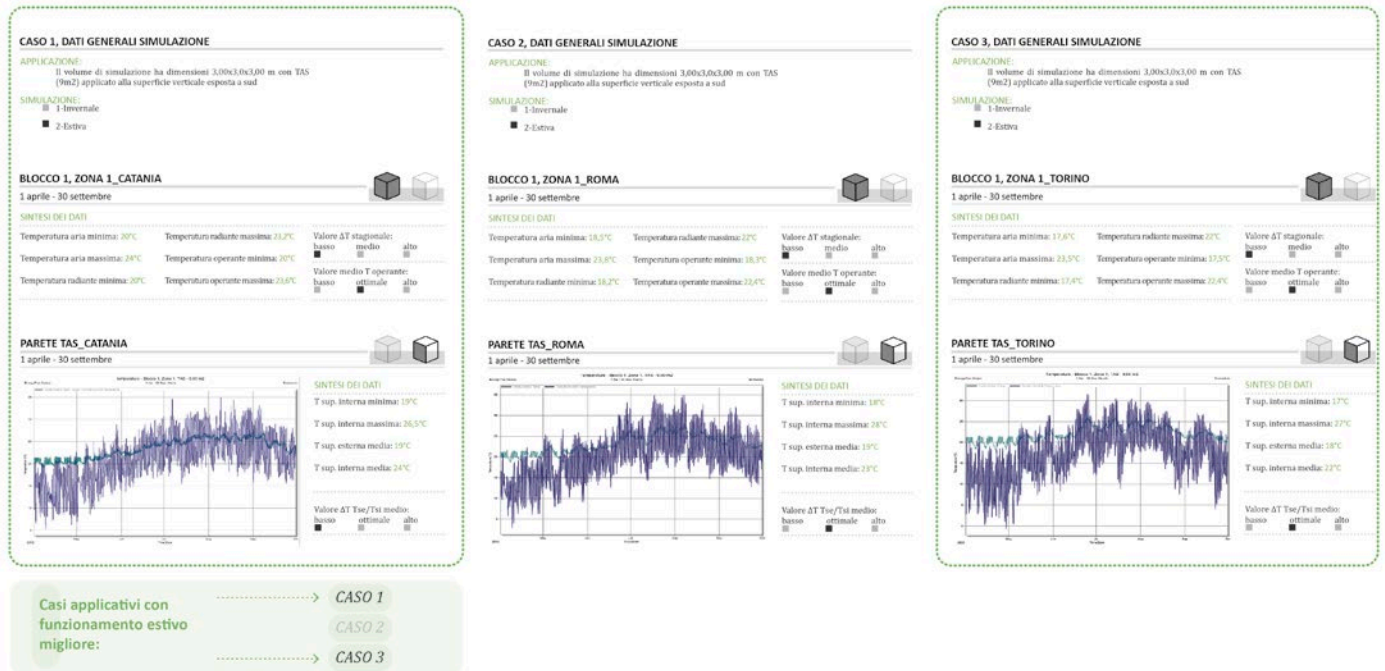 CASO 1, DATI GENERALI SIMULAZIONE
APPLICAZIONE:
Il volume di simulazione ha dimensioni 3,00x3,0x3,00 m con TAS
(9m2) applicato alla superficie verticale esposta a sud
SIMULAZIONE:
1-Invernale
2-Estiva
BLOCCO 1, ZONA 1_CATANIA
1 aprile - 30 settembre
SINTESI DEI DATI
Temperatura aria minima: 20°C
Temperatura radiante massima: 23,2°C
Temperatura aria massima: 24°C
Temperatura operante minima: 20°C
Temperatura radiante minima: 20°C
Temperatura operante massima: 23,6°C
Valore ΔT stagionale:
basso medio alto
Valore medio T operante:
basso ottimale alto
PARETE TAS_CATANIA
1 aprile - 30 settembre
SINTESI DEI DATI
T sup. interna minima: 19°C
T sup. interna massima: 26,5°C
T sup. esterna media: 19°C
T sup. interna media: 24°C
Valore ΔT Tse/Tsi medio:
basso ottimale alto
CASO 2, DATI GENERALI SIMULAZIONE
APPLICAZIONE:
Il volume di simulazione ha dimensioni 3,00x3,0x3,00 m con TAS
(9m2) applicato alla superficie verticale esposta a sud
SIMULAZIONE:
1-Invernale
2-Estiva
BLOCCO 1, ZONA 1_ROMA
1 aprile - 30 settembre
SINTESI DEI DATI
Temperatura aria minima: 18,5°C
Temperatura radiante massima: 22°C
Temperatura aria massima: 23,8°C
Temperatura operante minima: 18,3°C
Temperatura radiante minima: 18,2°C
Temperatura operante massima: 22,4°C
Valore ΔT stagionale:
basso medio alto
Valore medio T operante:
basso ottimale alto
PARETE TAS_ROMA
1 aprile - 30 settembre
SINTESI DEI DATI
T sup. interna minima: 18°C
T sup. interna massima: 28°C
T sup. esterna media: 19°C
T sup. interna media: 23°C
Valore ΔT Tse/Tsi medio:
basso ottimale alto
CASO 3, DATI GENERALI SIMULAZIONE
APPLICAZIONE:
Il volume di simulazione ha dimensioni 3,00x3,0x3,00 m con TAS
(9m2) applicato alla superficie verticale esposta a sud
SIMULAZIONE:
1-Invernale
2-Estiva
BLOCCO 1, ZONA 1_TORINO
1 aprile - 30 settembre
SINTESI DEI DATI
Temperatura aria minima: 17,6°C
Temperatura radiante massima: 22°C
Temperatura aria massima: 23,5°C
Temperatura operante minima: 17,5°C
Temperatura radiante minima: 17,4°C
Temperatura operante massima: 22,4°C
Valore ΔT stagionale:
basso medio alto
Valore medio T operante:
basso ottimale alto
PARETE TAS_TORINO
1 aprile - 30 settembre
SINTESI DEI DATI
T sup. interna minima: 17°C
T sup. interna massima: 27°C
T sup. esterna media: 18°C
T sup. interna media: 22°C
Valore ΔT Tse/Tsi medio:
basso ottimale alto
Casi applicativi con
funzionamento estivo
migliore:
CASO 1
CASO 2
CASO 3